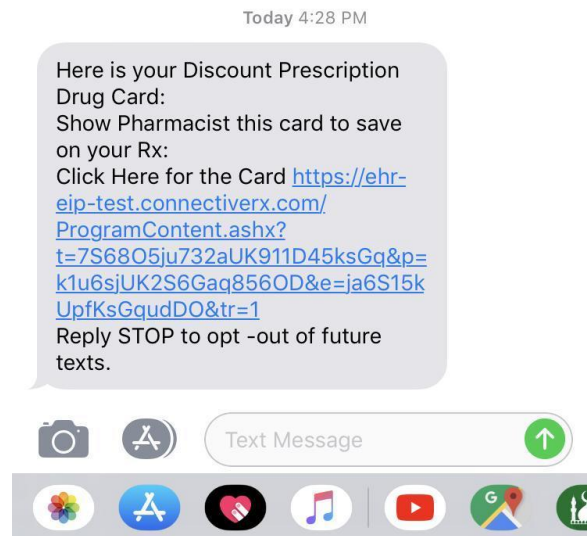 Today 4:28 PM
Here is your Discount Prescription
Drug Card:
Show Pharmacist this card to save
on your Rx:
Click Here for the Card https://ehr-
eip-test.connectiverx.com/
ProgramContent.ashx?
t=7S68O5ju732aUK911D45ksGq&p=
k1u6sjUK2S6Gaq856OD&e=ja6S15k
UpfKsGqudDO&tr=1
Reply STOP to opt -out of future
texts.
Text Message
G